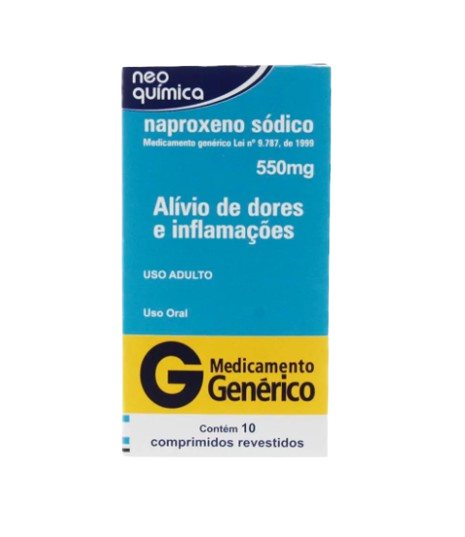 neo
química
naproxeno sódico
Medicamento genérico Lei nº 9.787, de 1999
550mg
Alívio de dores
e inflamações
USO ADULTO
Uso Oral
G Medicamento
Genérico
Contém 10
comprimidos revestidos